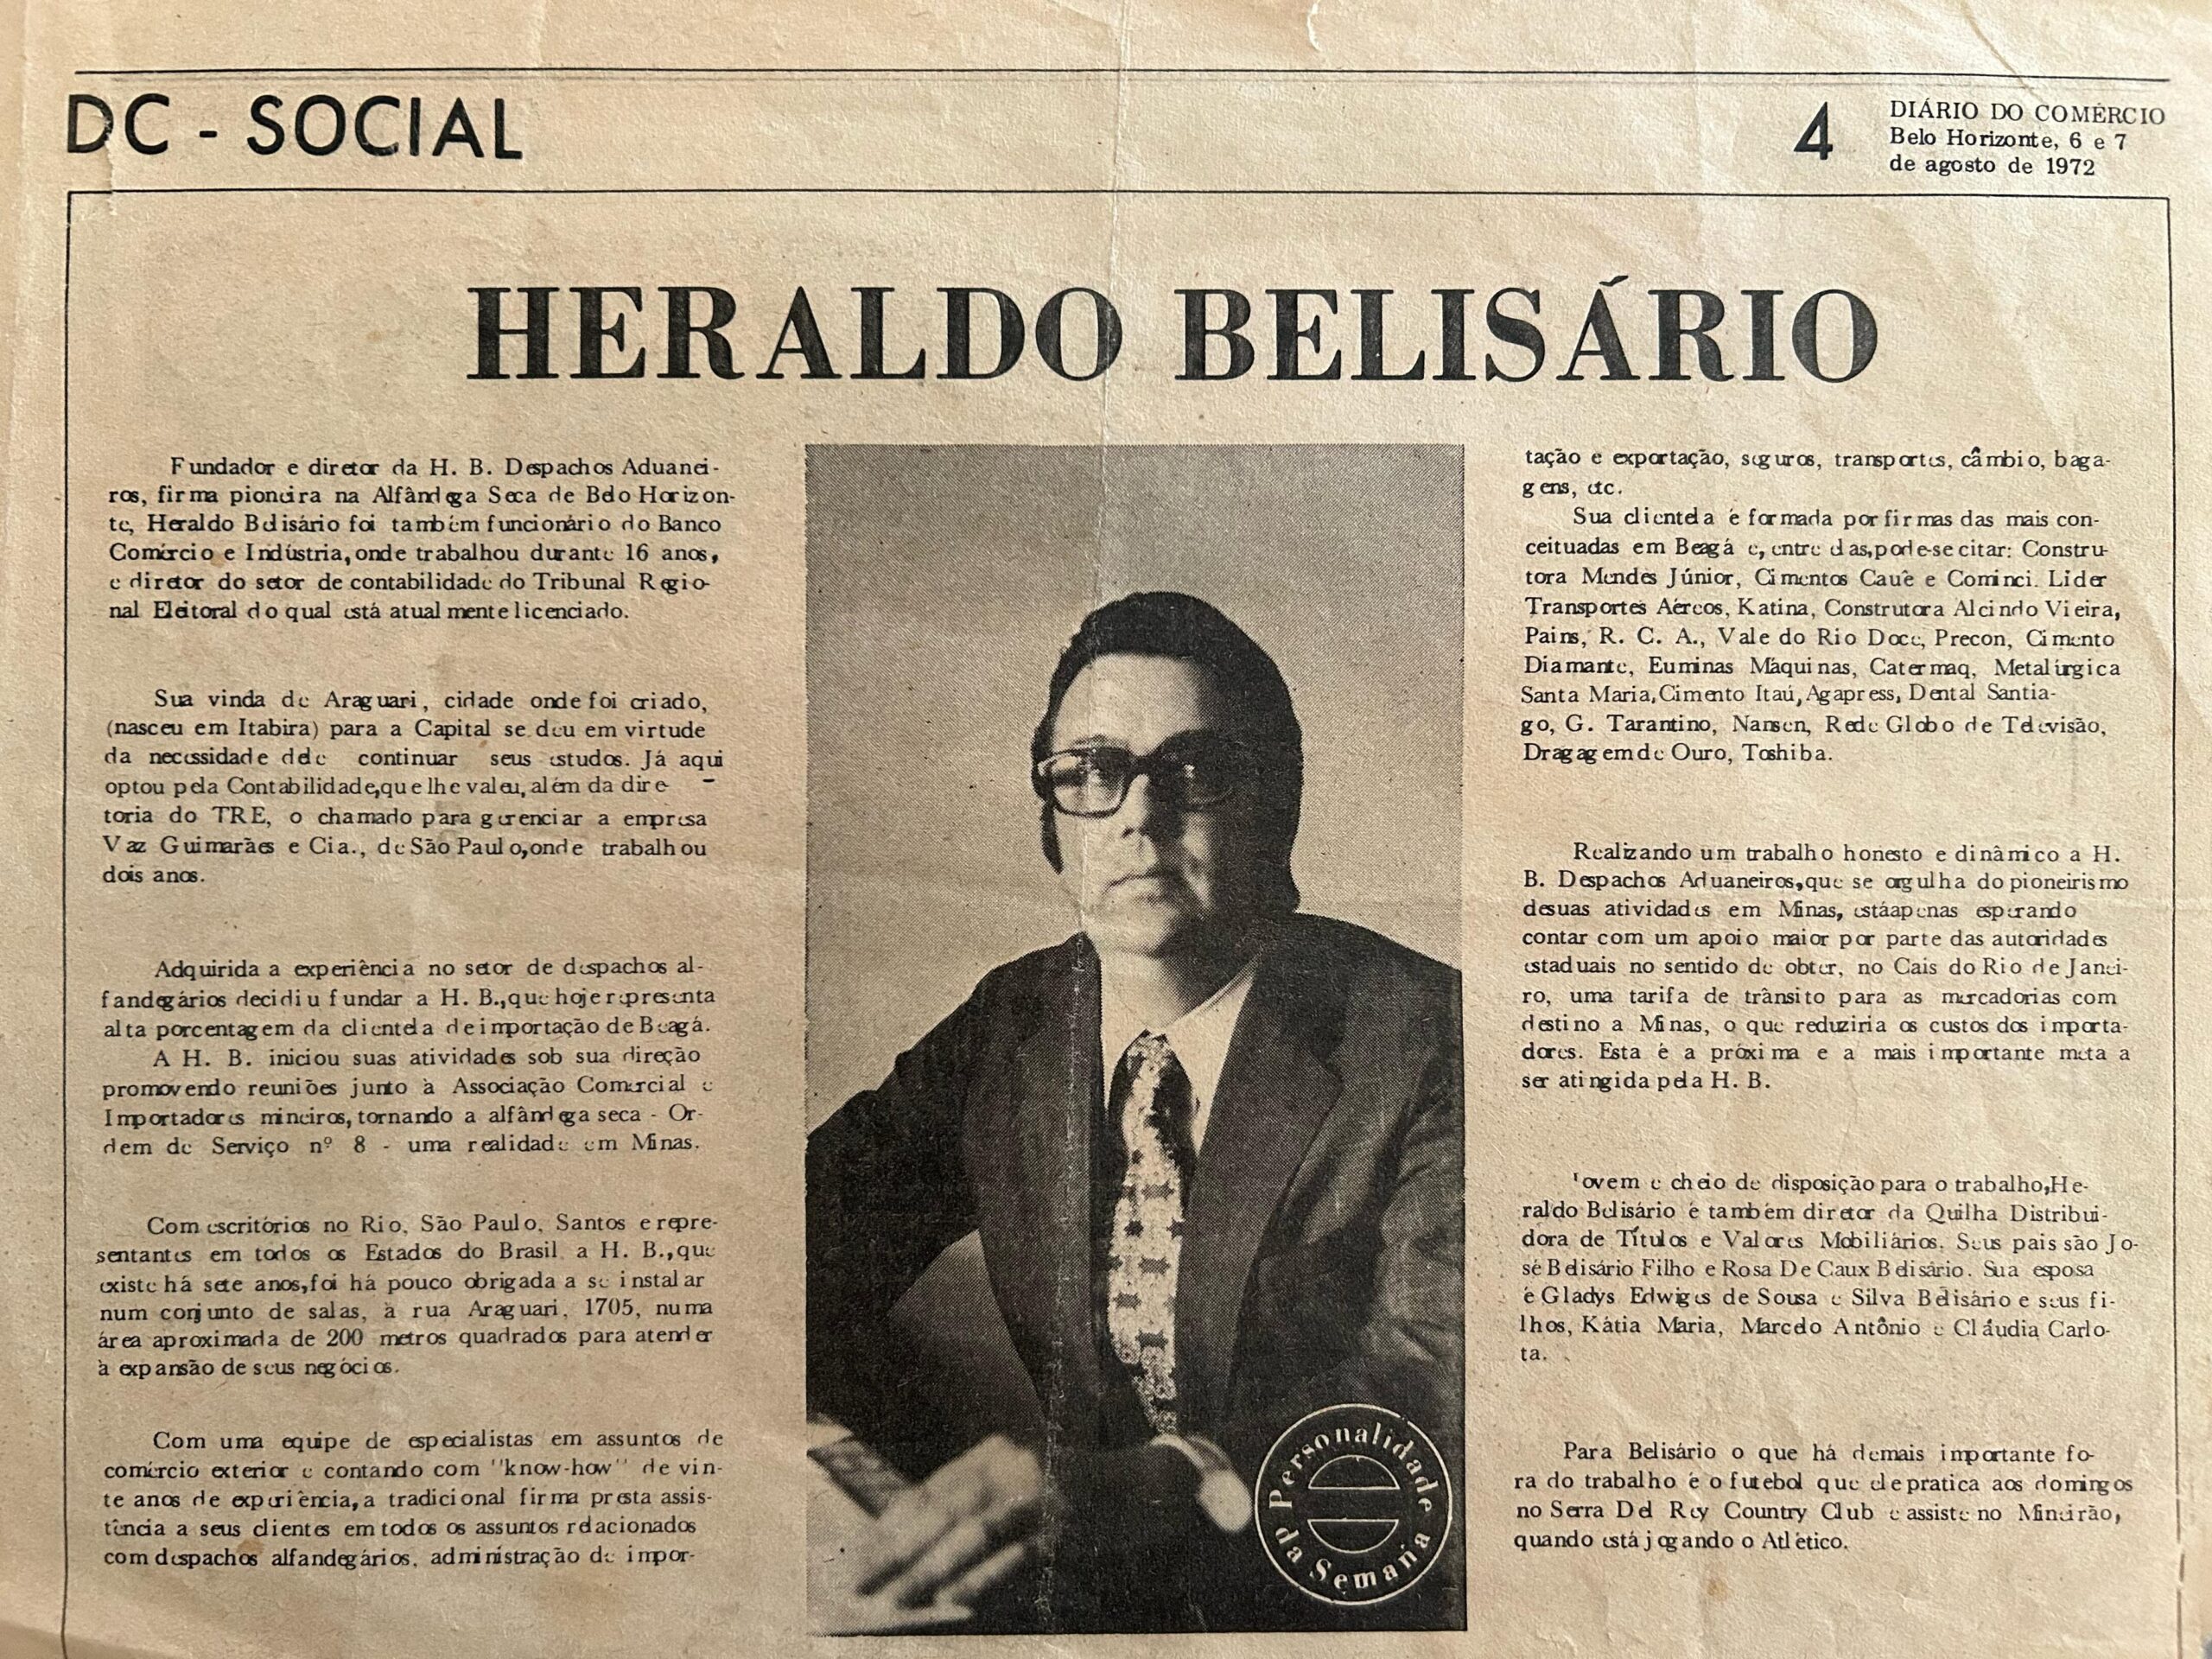 DC - SOCIAL
4
DIÁRIO DO COMÉRCIO
Belo Horizonte, 6 e 7
de agosto de 1972
HERALDO BELISÁRIO
Fundador e diretor da H. B. Despachos Aduanei-
ros, firma pioneira na Alfândega Seca de Belo Horizon-
te, Heraldo Belisário foi também funcionário do Banco
Comércio e Indústria, onde trabalhou durante 16 anos,
e diretor do setor de contabilidade do Tribunal Regio-
nal Eleitoral do qual está atualmente licenciado.
Sua vinda de Araguari, cidade onde foi criado,
(nasceu em Itabira) para a Capital se deu em virtude
da necessidade dele continuar seus estudos. Já aqui
optou pela Contabilidade, que lhe valeu, além da dire-
toria do TRE, o chamado para gerenciar a empresa
Vaz Guimarães e Cia., de São Paulo, onde trabalhou
dois anos.
Adquirida a experiência no setor de despachos al-
fandegários decidiu fundar a H. B., que hoje representa
alta porcentagem da clientela de importação de Beagá.
A H. B. iniciou suas atividades sob sua direção
promovendo reuniões junto à Associação Comercial e
Importadores mineiros, tornando a alfândega seca - Or-
dem de Serviço nº 8 - uma realidade em Minas.
Com escritórios no Rio, São Paulo, Santos e repre-
sentantes em todos os Estados do Brasil a H. B., que
existe há sete anos, foi há pouco obrigada a se instalar
num conjunto de salas, à rua Araguari, 1705, numa
área aproximada de 200 metros quadrados para atender
à expansão de seus negócios.
Com uma equipe de especialistas em assuntos de
comércio exterior e contando com "know-how" de vin-
te anos de experiência, a tradicional firma presta assis-
tência a seus clientes em todos os assuntos relacionados
com despachos alfandegários, administração de impor-
Personalidade
da Semana
tação e exportação, seguros, transportes, câmbio, baga-
gens, etc.
Sua clientela é formada por firmas das mais con-
ceituadas em Beagá e, entre elas, pode-se citar: Constru-
tora Mendes Júnior, Cimentos Cauê e Cominci. Lider
Transportes Aéreos, Katina, Construtora Alcindo Vieira,
Pains, R. C. A., Vale do Rio Doce, Precon, Cimento
Diamante, Euminas Máquinas, Catermaq, Metalúrgica
Santa Maria, Cimento Itaú, Agapress, Dental Santia-
go, G. Tarantino, Nansen, Rede Globo de Televisão,
Dragagem de Ouro, Toshiba.
Realizando um trabalho honesto e dinâmico a H.
B. Despachos Aduaneiros, que se orgulha do pioneirismo
desuas atividades em Minas, está apenas esperando
contar com um apoio maior por parte das autoridades
estaduais no sentido de obter, no Cais do Rio de Janei-
ro, uma tarifa de trânsito para as mercadorias com
destino a Minas, o que reduziria os custos dos importa-
dores. Esta é a próxima e a mais importante meta a
ser atingida pela H. B.
Jovem e cheio de disposição para o trabalho, He-
raldo Belisário é também diretor da Quilha Distribui-
dora de Títulos e Valores Mobiliários. Seus pais são Jo-
sé Belisário Filho e Rosa De Caux Belisário. Sua esposa
é Gladys Edwiges de Sousa e Silva Belisário e seus fi-
lhos, Kátia Maria, Marcelo Antônio e Cláudia Carlo-
ta.
Para Belisário o que há demais importante fo-
ra do trabalho é o futebol que ele pratica aos domingos
no Serra Del Rey Country Club e assiste no Mineirão,
quando está jogando o Atlético.